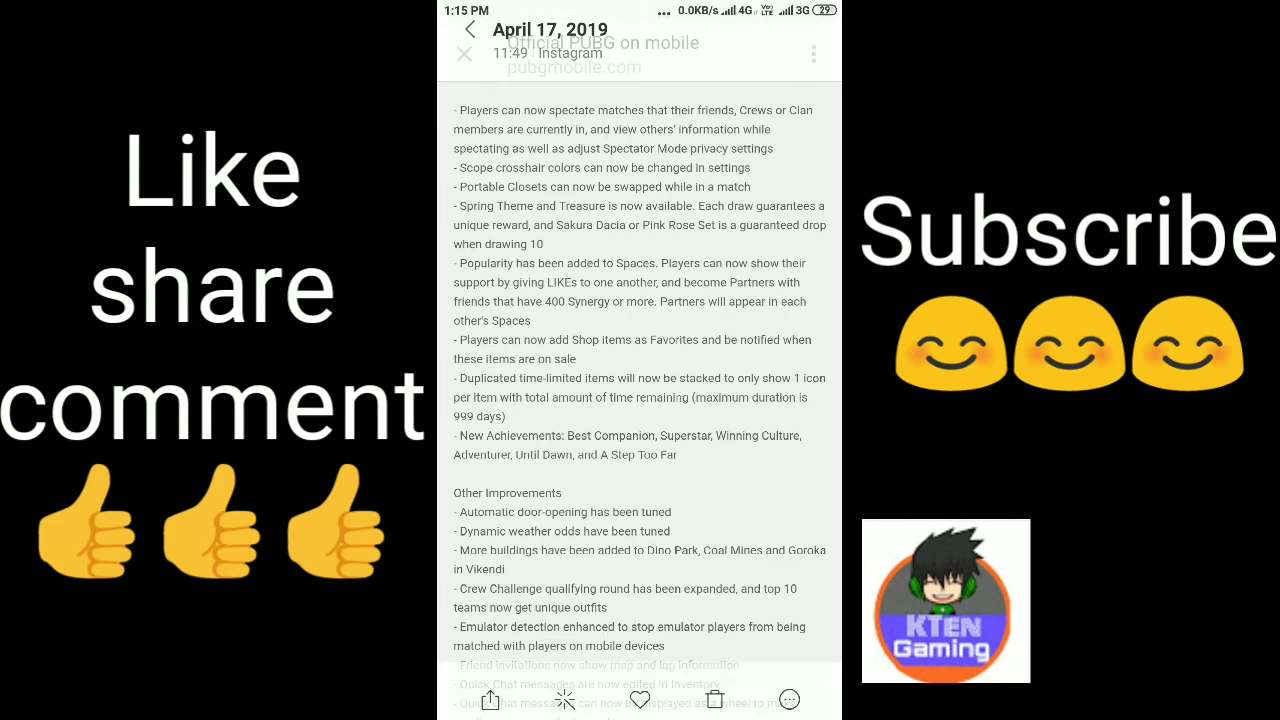 Like
share
comment
1:15 PM
... 0.0KB/s 4G VoLTE 3G 29
April 17, 2019
11:49 Instagram
Official PUBG on mobile
pubgmobile.com
- Players can now spectate matches that their friends, Crews or Clan
members are currently in, and view others' information while
spectating as well as adjust Spectator Mode privacy settings
- Scope crosshair colors can now be changed in settings
- Portable Closets can now be swapped while in a match
- Spring Theme and Treasure is now available. Each draw guarantees a
unique reward, and Sakura Dacia or Pink Rose Set is a guaranteed drop
when drawing 10
- Popularity has been added to Spaces. Players can now show their
support by giving LIKEs to one another, and become Partners with
friends that have 400 Synergy or more. Partners will appear in each
other's Spaces
- Players can now add Shop items as Favorites and be notified when
these items are on sale
- Duplicated time-limited items will now be stacked to only show 1 icon
per item with total amount of time remaining (maximum duration is
999 days)
- New Achievements: Best Companion, Superstar, Winning Culture,
Adventurer, Until Dawn, and A Step Too Far
Other Improvements
- Automatic door-opening has been tuned
- Dynamic weather odds have been tuned
- More buildings have been added to Dino Park, Coal Mines and Goroka
in Vikendi
- Crew Challenge qualifying round has been expanded, and top 10
teams now get unique outfits
- Emulator detection enhanced to stop emulator players from being
matched with players on mobile devices
- Friend invitations now show map and lag information
- Quick Chat messages are now edited in Inventory
- Quick Chat messages can now be displayed as a wheel to make
Subscribe
KTEN
Gaming